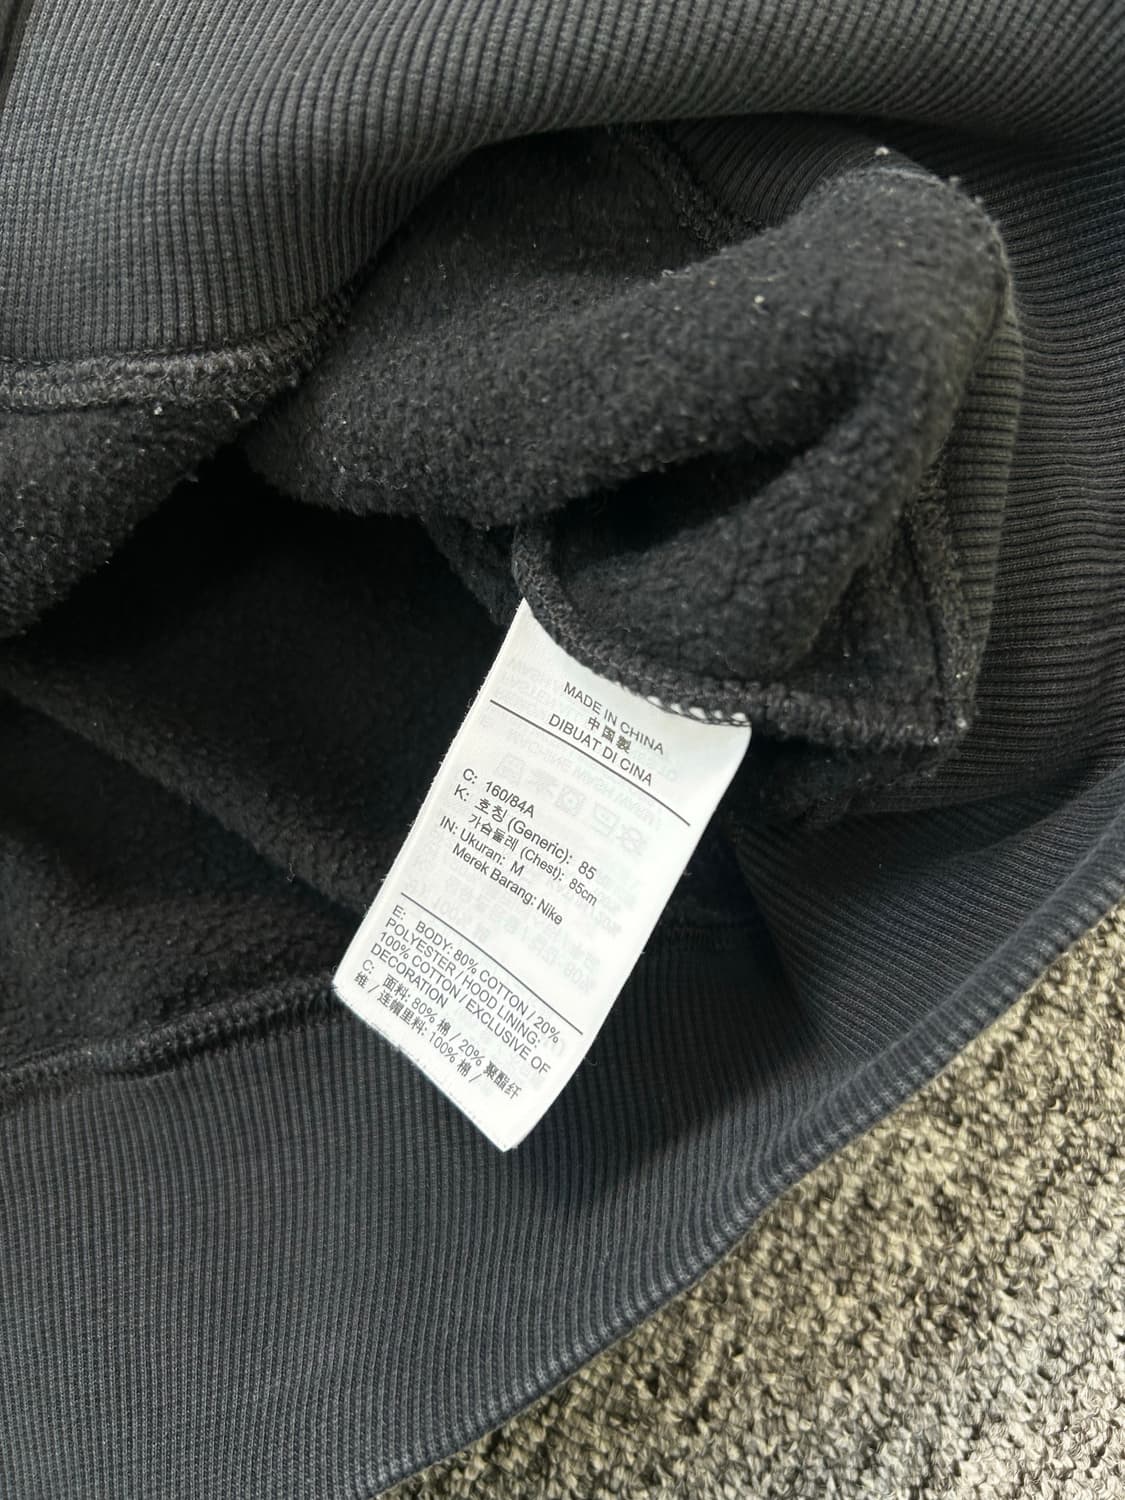 MADE IN CHINA
中国製
DIBUAT DI CINA
C: 160/84A
K: 호칭 (Generic): 85
가슴둘레 (Chest): 85cm
IN: Ukuran: M
Merek Barang: Nike
E: BODY: 80% COTTON / 20%
POLYESTER / HOOD LINING:
100% COTTON / EXCLUSIVE OF
DECORATION
C: 面料: 80% 棉 / 20% 聚酯纤
维 / 连帽里料: 100% 棉 /